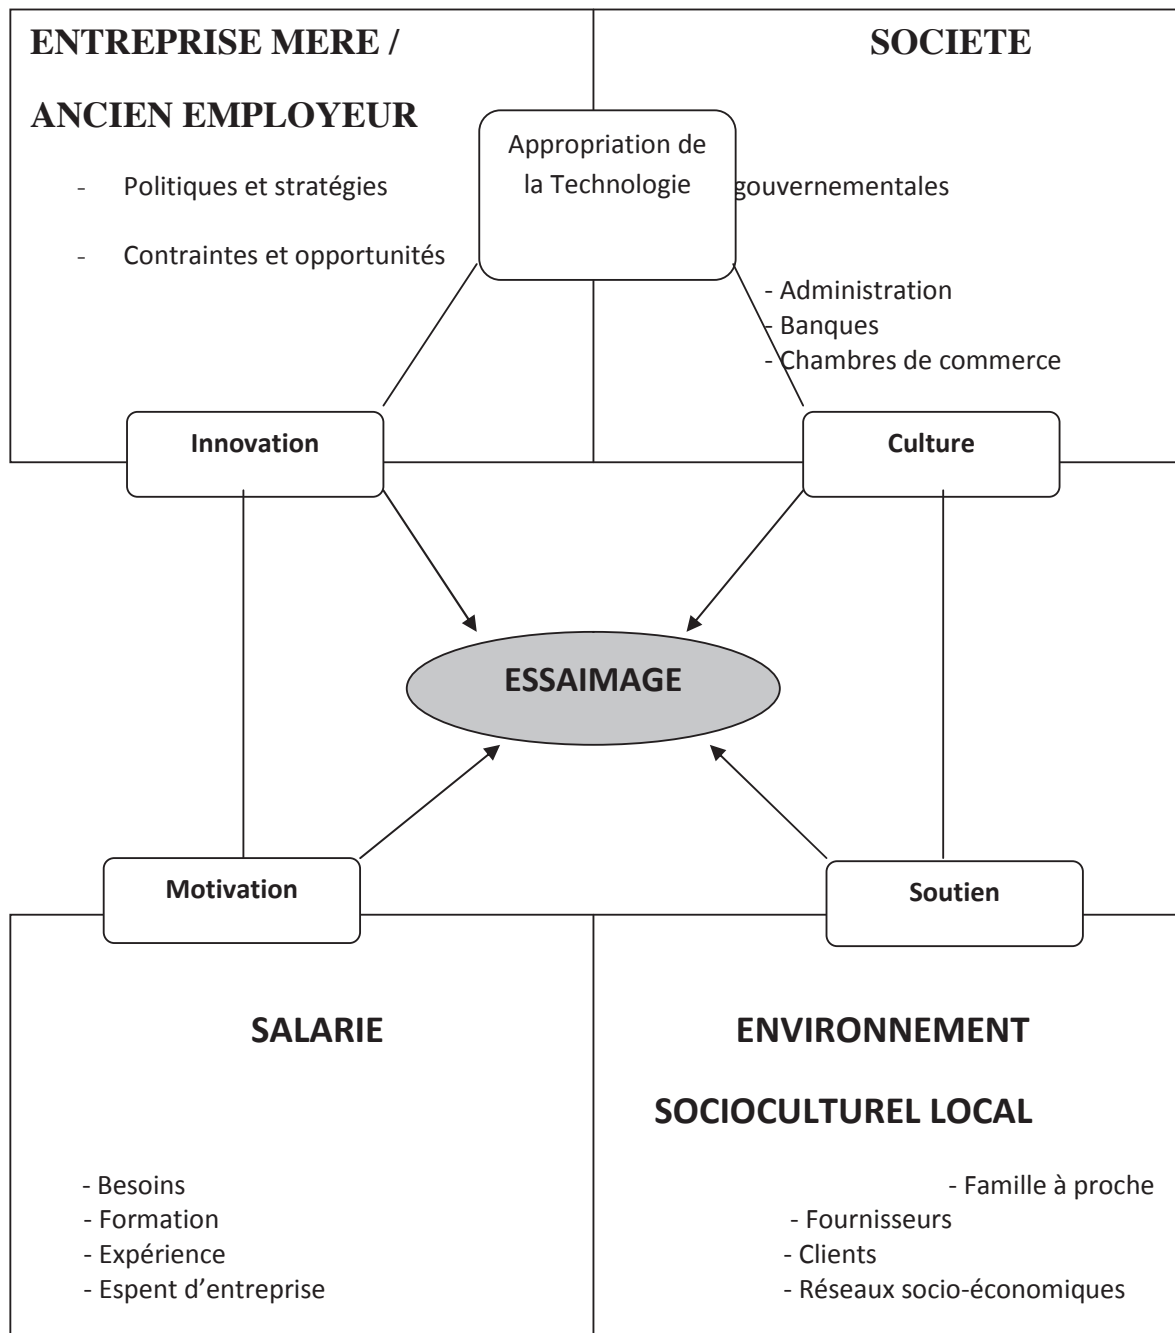 ENTREPRISE MERE /
ANCIEN EMPLOYEUR
- Politiques et stratégies
- Contraintes et opportunités
SOCIETE
Appropriation de
la Technologie
gouvernementales
- Administration
- Banques
- Chambres de commerce
Innovation
Culture
ESSAIMAGE
Motivation
Soutien
SALARIE
- Besoins
- Formation
- Expérience
- Espent d’entreprise
ENVIRONNEMENT
SOCIOCULTUREL LOCAL
- Famille à proche
- Fournisseurs
- Clients
- Réseaux socio-économiques